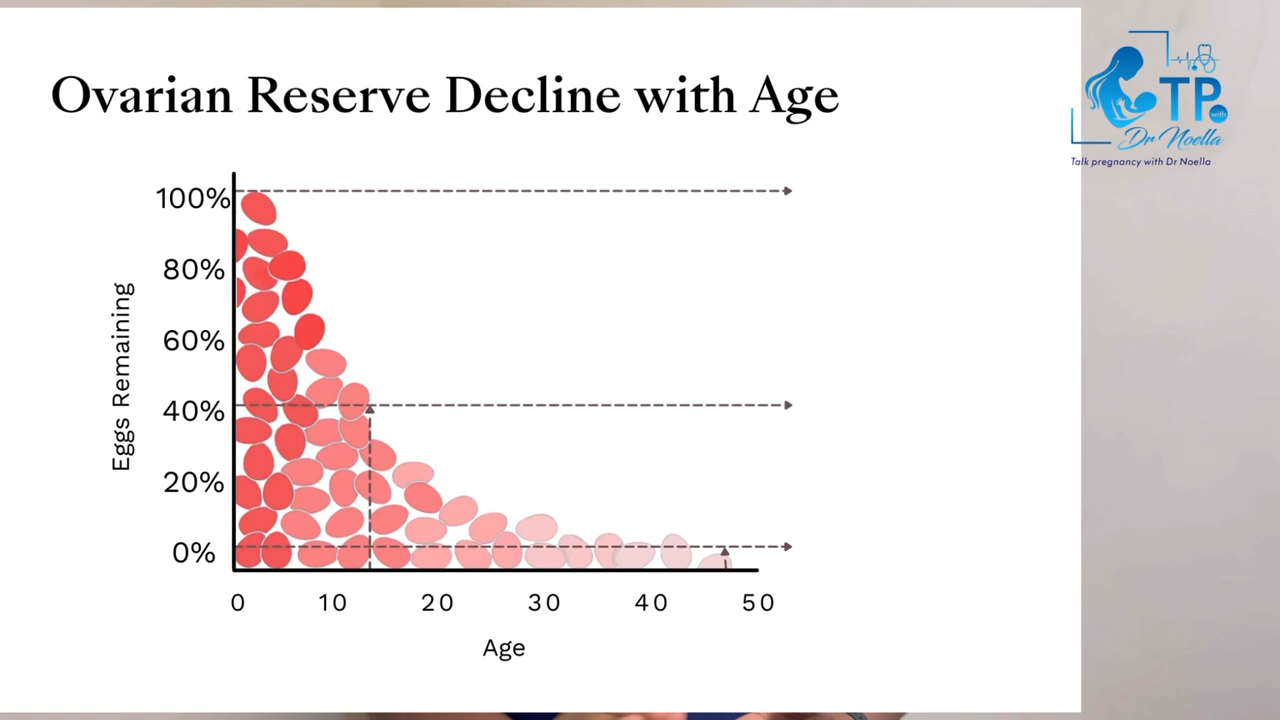 Ovarian Reserve Decline with Age
TP
with
Dr Noella
Talk pregnancy with Dr Noella
100%
80%
60%
40%
20%
0%
Eggs Remaining
0 10 20 30 40 50
Age